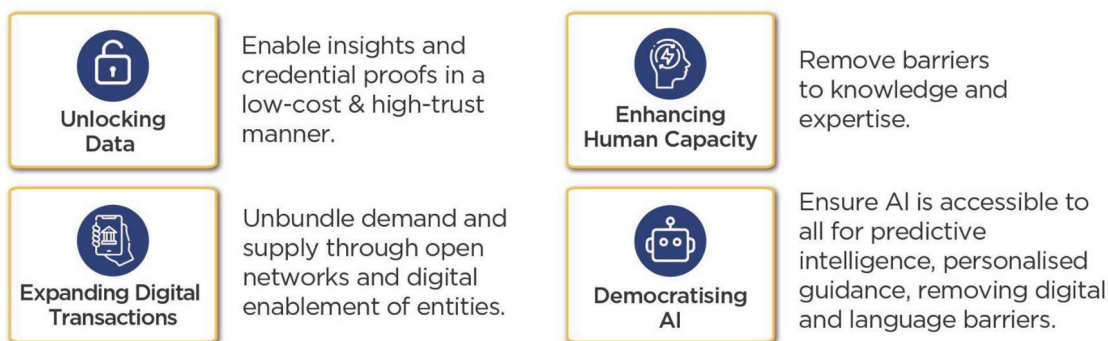 Unlocking
Data
Enable insights and
credential proofs in a
low-cost & high-trust
manner.
Enhancing
Human Capacity
Remove barriers
to knowledge and
expertise.
Expanding Digital
Transactions
Unbundle demand and
supply through open
networks and digital
enablement of entities.
Democratising
AI
Ensure AI is accessible to
all for predictive
intelligence, personalised
guidance, removing digital
and language barriers.